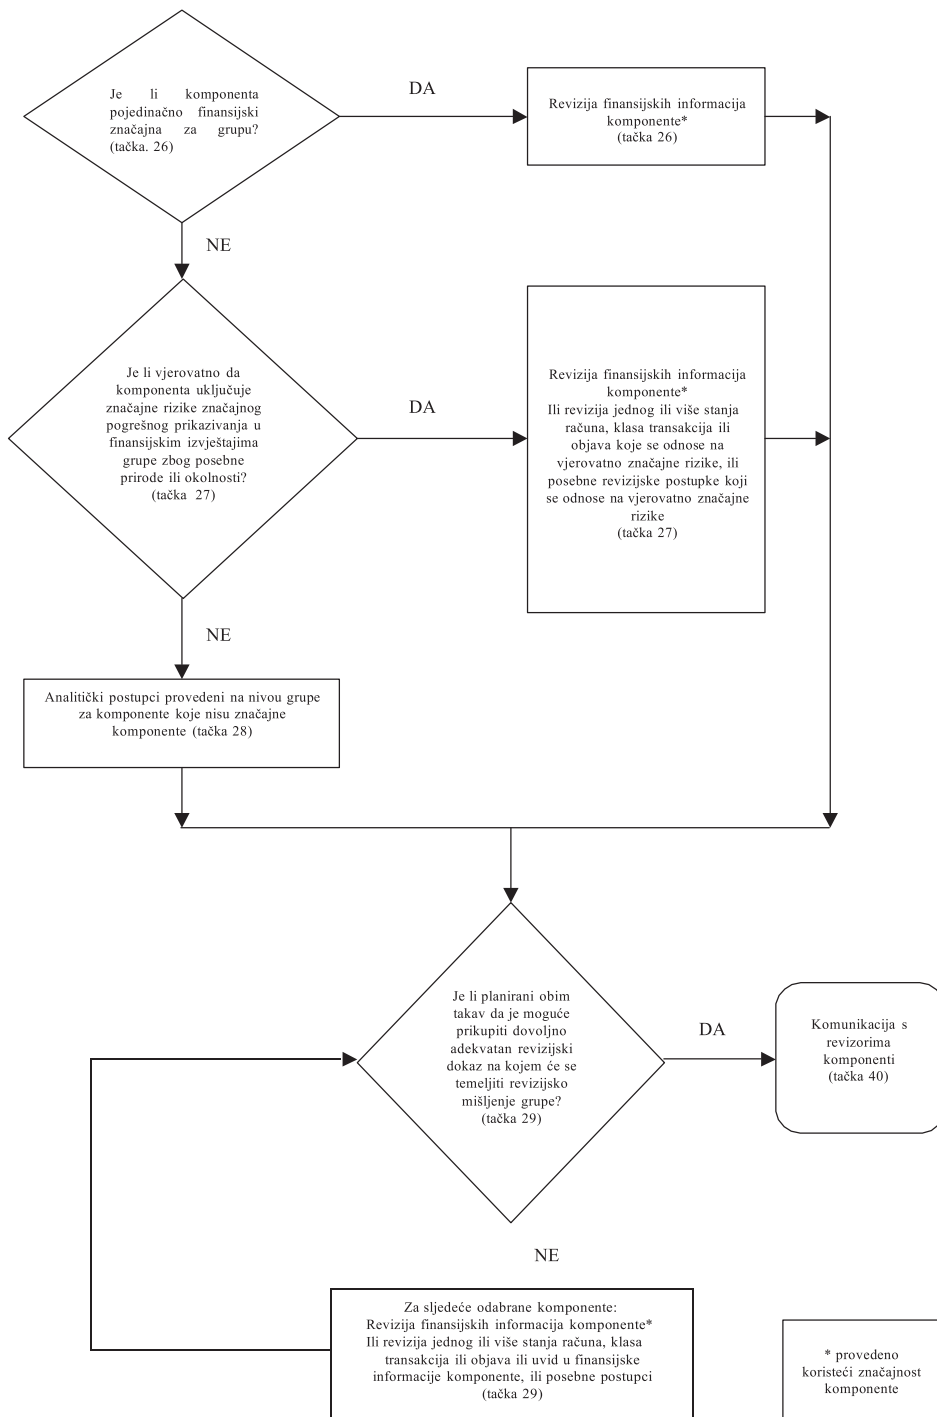 Je li komponenta
pojedinačno finansijski
značajna za grupu?
(tačka. 26)
DA
Revizija finansijskih informacija
komponente*
(tačka 26)
NE
Je li vjerovatno da
komponenta uključuje
značajne rizike značajnog
pogrešnog prikazivanja u
finansijskim izvještajima
grupe zbog posebne
prirode ili okolnosti?
(tačka 27)
DA
Revizija finansijskih informacija
komponente*
Ili revizija jednog ili više stanja
računa, klasa transakcija ili
objava koje se odnose na
vjerovatno značajne rizike, ili
posebne revizijske postupke koji
se odnose na vjerovatno značajne
rizike
(tačka 27)
NE
Analitički postupci provedeni na nivou grupe
za komponente koje nisu značajne
komponente (tačka 28)
Je li planirani obim
takav da je moguće
prikupiti dovoljno
adekvatan revizijski
dokaz na kojem će se
temeljiti revizijsko
mišljenje grupe?
(tačka 29)
DA
Komunikacija s
revizorima
komponenti
(tačka 40)
NE
Za sljedeće odabrane komponente:
Revizija finansijskih informacija komponente*
Ili revizija jednog ili više stanja računa, klasa
transakcija ili objava ili uvid u finansijske
informacije komponente, ili posebne postupci
(tačka 29)
* provedeno
koristeći značajnost
komponente